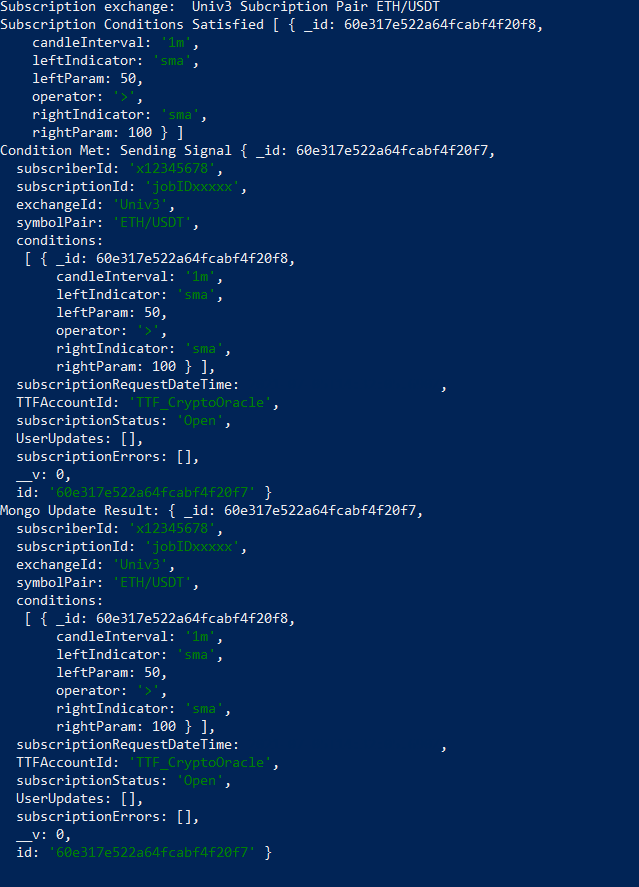 Subscription exchange:  Univ3 Subcription Pair ETH/USDT
Subscription Conditions Satisfied [ { _id: 60e317e522a64fcabf4f20f8,
    candleInterval: '1m',
    leftIndicator: 'sma',
    leftParam: 50,
    operator: '>',
    rightIndicator: 'sma',
    rightParam: 100 } ]
Condition Met: Sending Signal { _id: 60e317e522a64fcabf4f20f7,
  subscriberId: 'x12345678',
  subscriptionId: 'jobIDxxxxx',
  exchangeId: 'Univ3',
  symbolPair: 'ETH/USDT',
  conditions:
   [ { _id: 60e317e522a64fcabf4f20f8,
       candleInterval: '1m',
       leftIndicator: 'sma',
       leftParam: 50,
       operator: '>',
       rightIndicator: 'sma',
       rightParam: 100 } ],
  subscriptionRequestDateTime:                         ,
  TTFAccountId: 'TTF_CryptoOracle',
  subscriptionStatus: 'Open',
  UserUpdates: [],
  subscriptionErrors: [],
  __v: 0,
  id: '60e317e522a64fcabf4f20f7' }
Mongo Update Result: { _id: 60e317e522a64fcabf4f20f7,
  subscriberId: 'x12345678',
  subscriptionId: 'jobIDxxxxx',
  exchangeId: 'Univ3',
  symbolPair: 'ETH/USDT',
  conditions:
   [ { _id: 60e317e522a64fcabf4f20f8,
       candleInterval: '1m',
       leftIndicator: 'sma',
       leftParam: 50,
       operator: '>',
       rightIndicator: 'sma',
       rightParam: 100 } ],
  subscriptionRequestDateTime:                         ,
  TTFAccountId: 'TTF_CryptoOracle',
  subscriptionStatus: 'Open',
  UserUpdates: [],
  subscriptionErrors: [],
  __v: 0,
  id: '60e317e522a64fcabf4f20f7' }